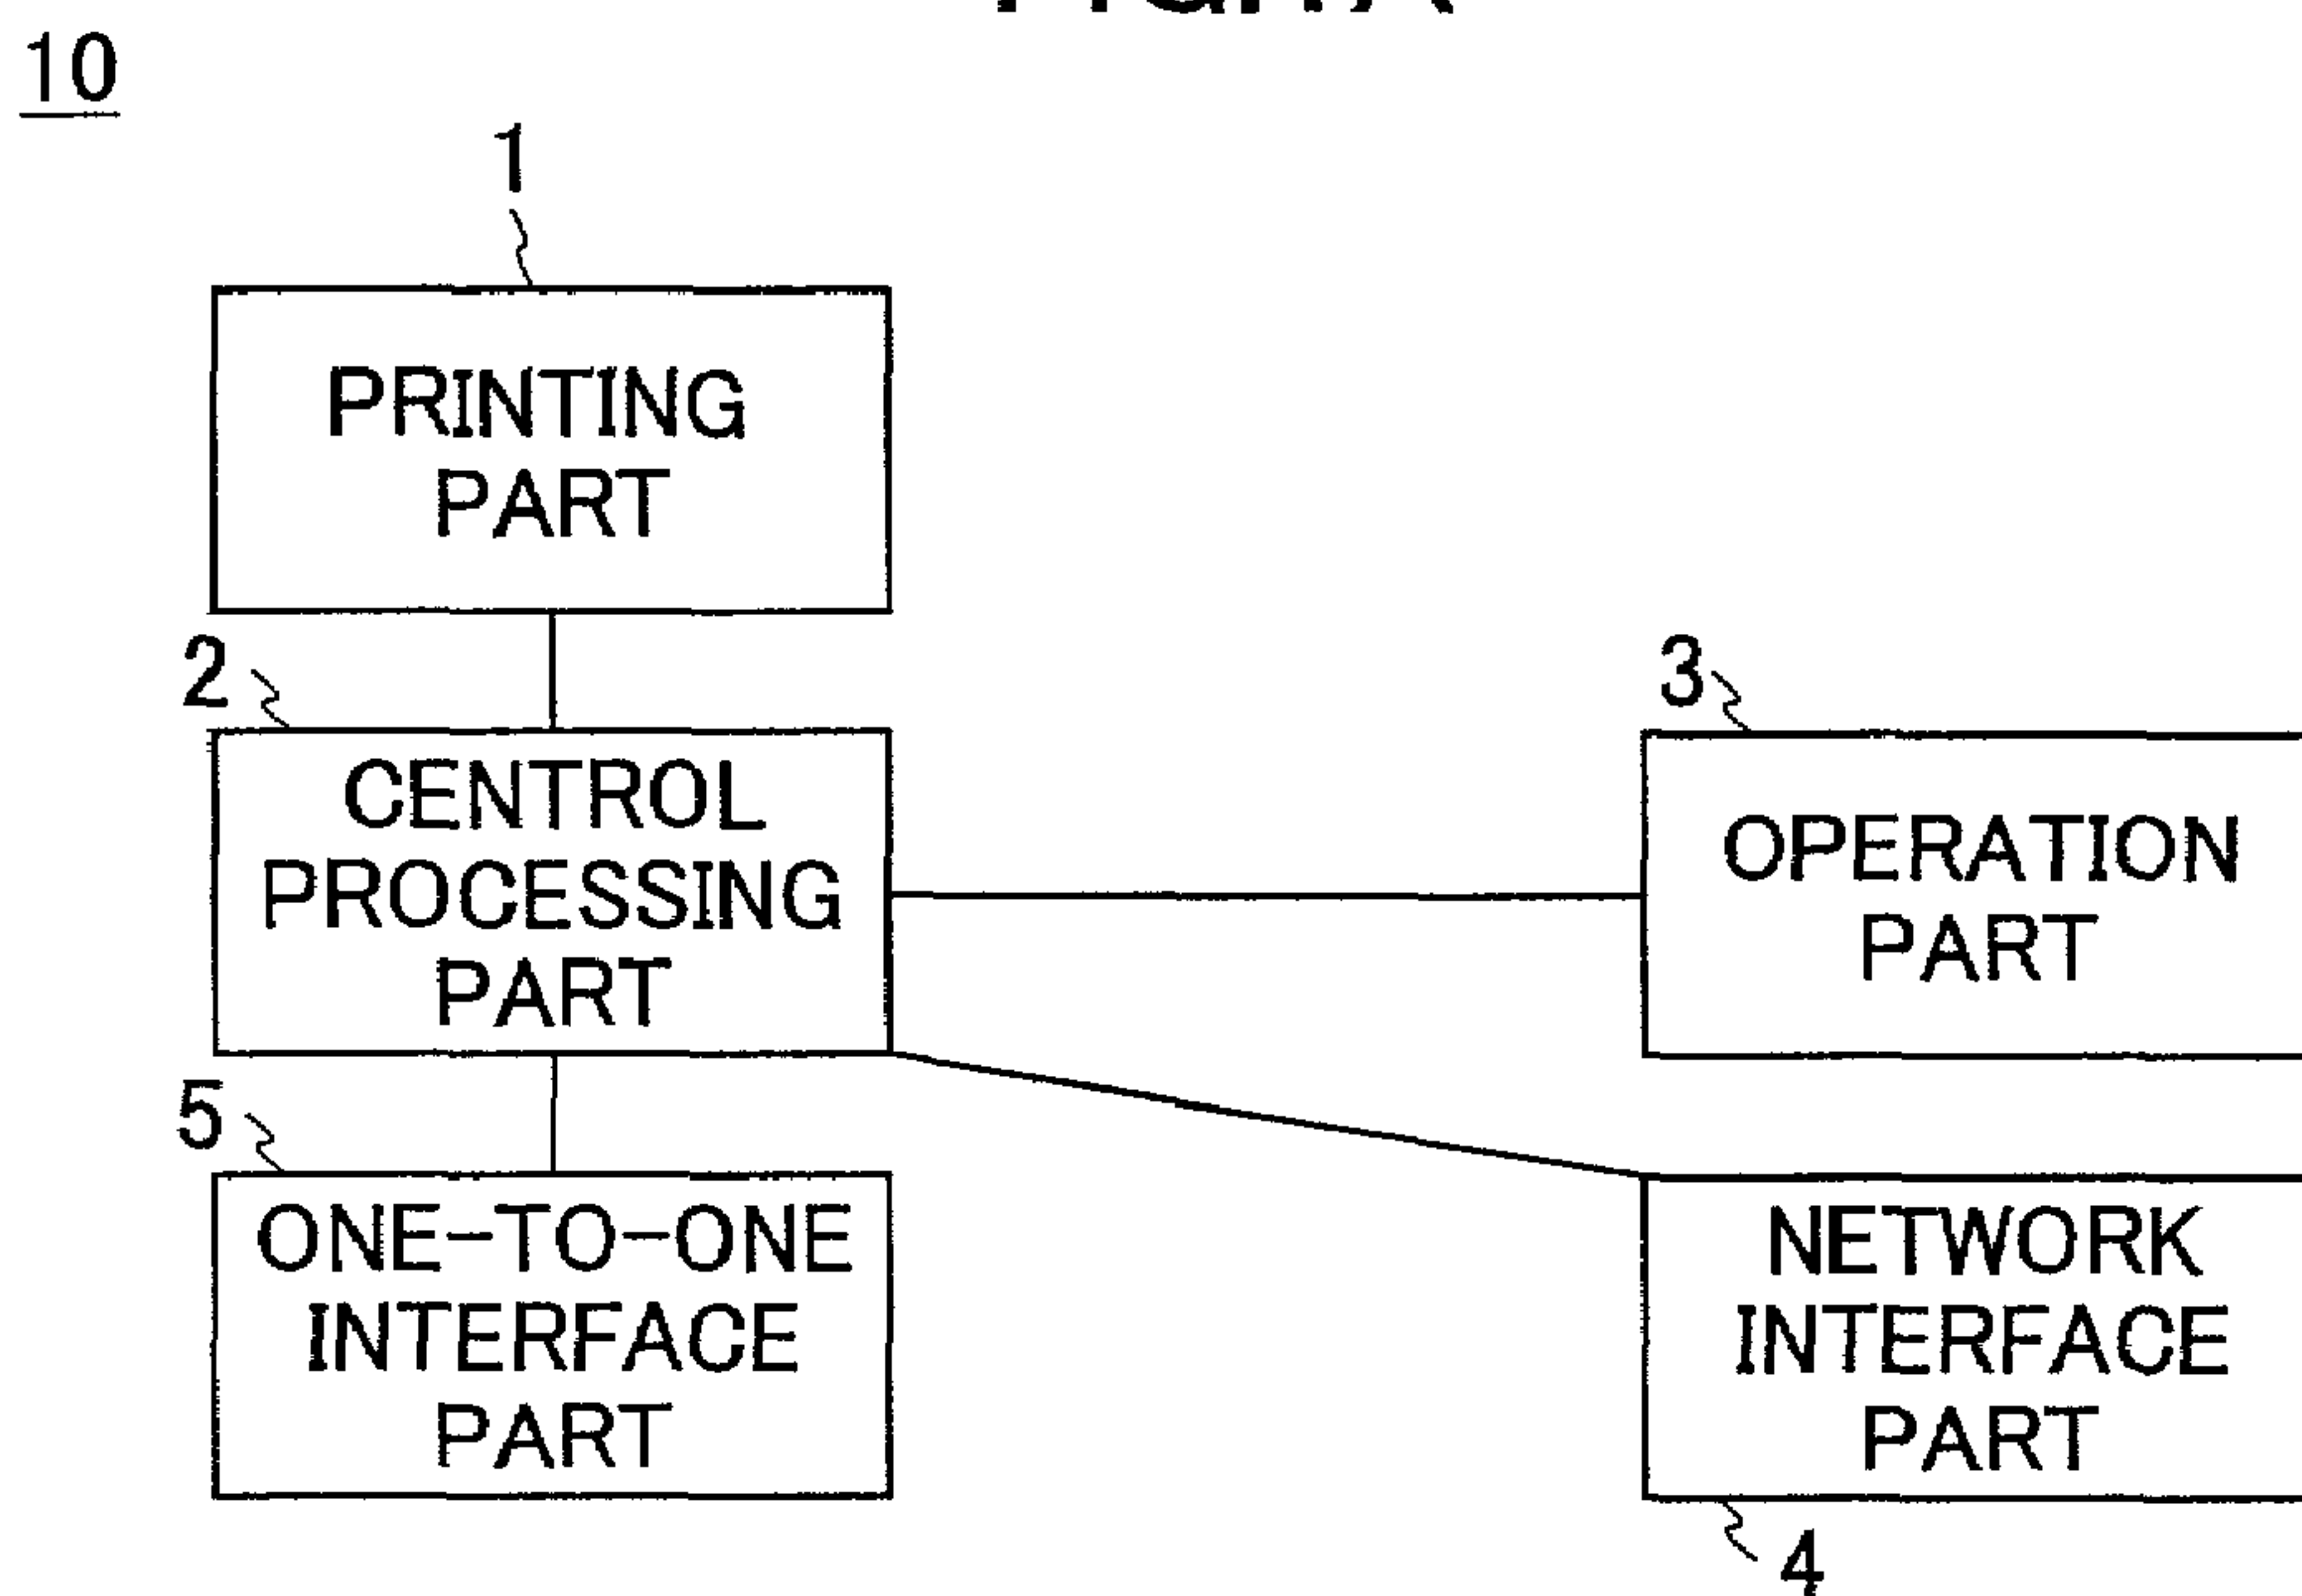 10
1
PRINTING
PART
2
CENTROL
PROCESSING
PART
3
OPERATION
PART
5
ONE-TO-ONE
INTERFACE
PART
NETWORK
INTERFACE
PART
4